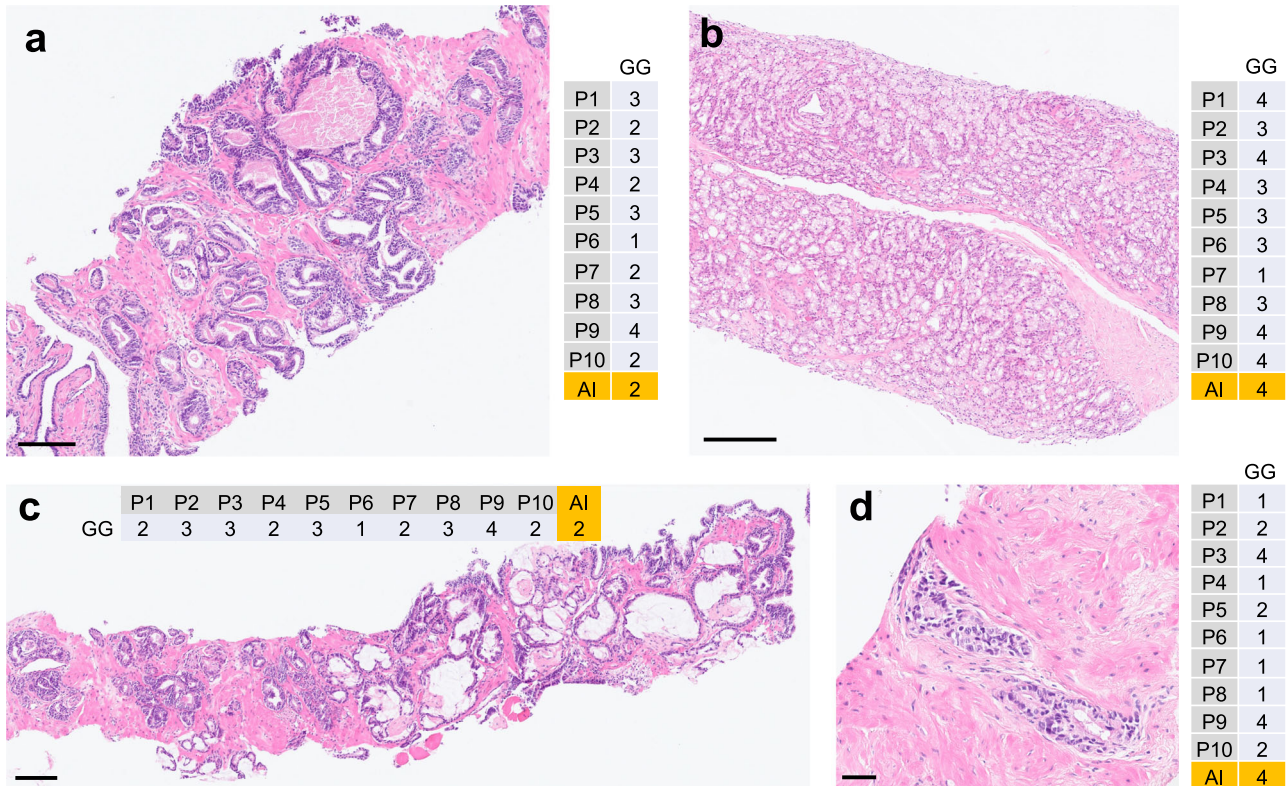 a
GG
P1 3
P2 2
P3 3
P4 2
P5 3
P6 1
P7 2
P8 3
P9 4
P10 2
AI 2
b
GG
P1 4
P2 3
P3 4
P4 3
P5 3
P6 3
P7 1
P8 3
P9 4
P10 4
AI 4
c
P1 P2 P3 P4 P5 P6 P7 P8 P9 P10 AI
GG 2 3 3 2 3 1 2 3 4 2 2
d
GG
P1 1
P2 2
P3 4
P4 1
P5 2
P6 1
P7 1
P8 1
P9 4
P10 2
AI 4